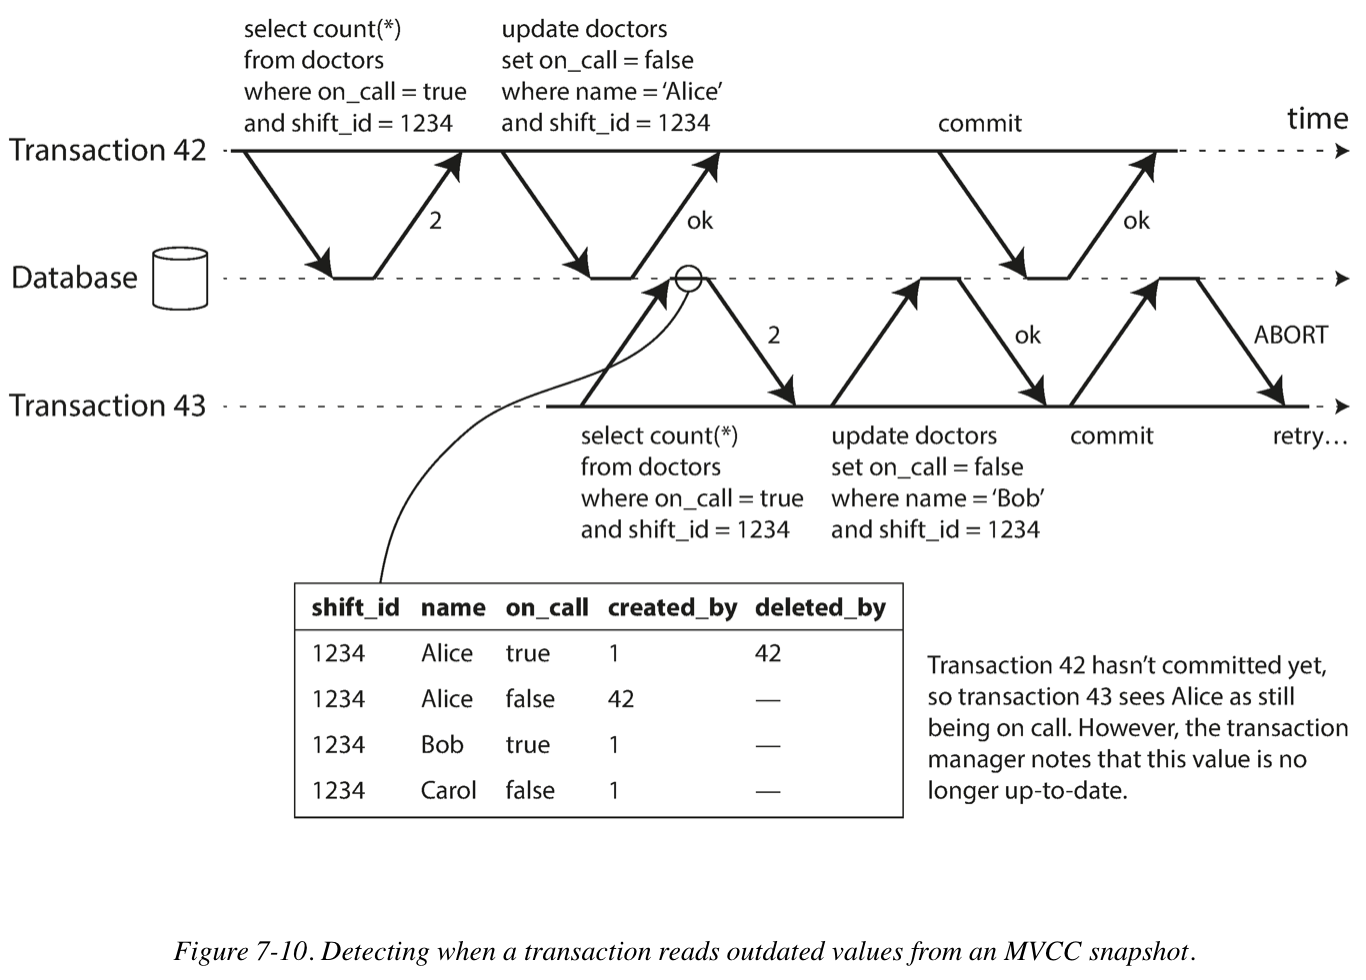 select count(*)
from doctors
where on_call = true
and shift_id = 1234
update doctors
set on_call = false
where name = ‘Alice’
and shift_id = 1234
commit
time
Transaction 42
2
ok
ok
Database
2
ok
ABORT
Transaction 43
select count(*)
from doctors
where on_call = true
and shift_id = 1234
update doctors
set on_call = false
where name = ‘Bob’
and shift_id = 1234
commit
retry…
shift_id name on_call created_by deleted_by
1234 Alice true 1 42
1234 Alice false 42 —
1234 Bob true 1 —
1234 Carol false 1 —
Transaction 42 hasn’t committed yet,
so transaction 43 sees Alice as still
being on call. However, the transaction
manager notes that this value is no
longer up-to-date.
Figure 7-10. Detecting when a transaction reads outdated values from an MVCC snapshot.